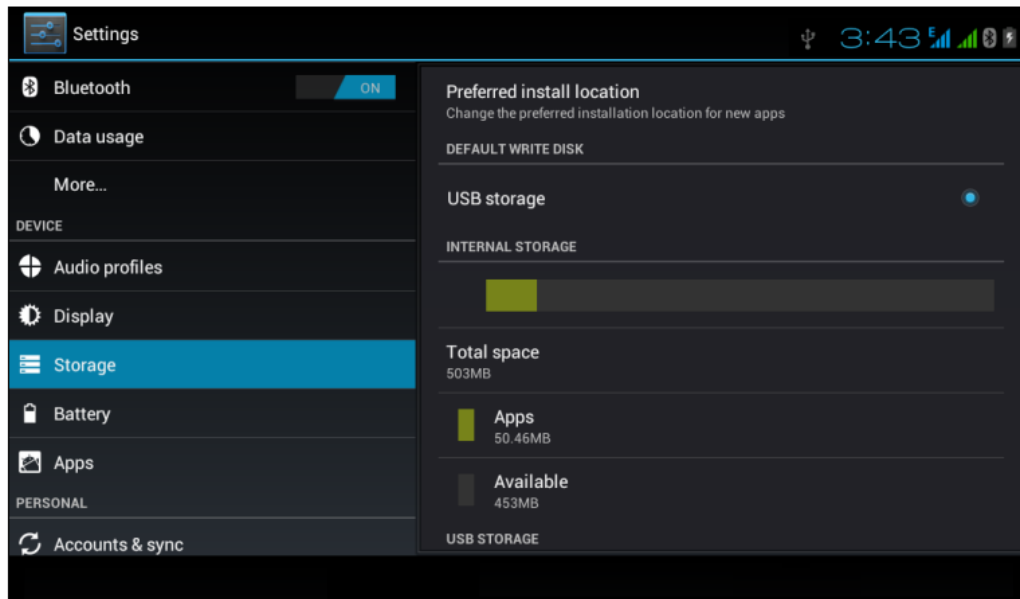 Settings
3:43
E
Bluetooth
ON
Data usage
More...
DEVICE
Audio profiles
Display
Storage
Battery
Apps
PERSONAL
Accounts & sync
Preferred install location
Change the preferred installation location for new apps
DEFAULT WRITE DISK
USB storage
INTERNAL STORAGE
Total space
503MB
Apps
50.46MB
Available
453MB
USB STORAGE